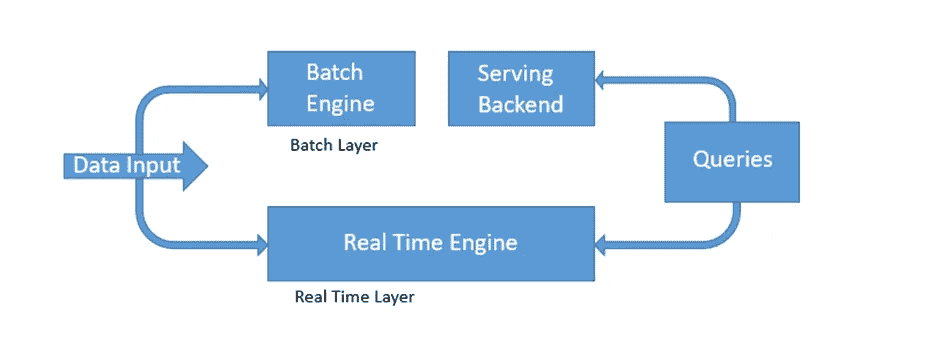 Batch
Engine
Serving
Backend
Batch Layer
Data Input
Queries
Real Time Engine
Real Time Layer